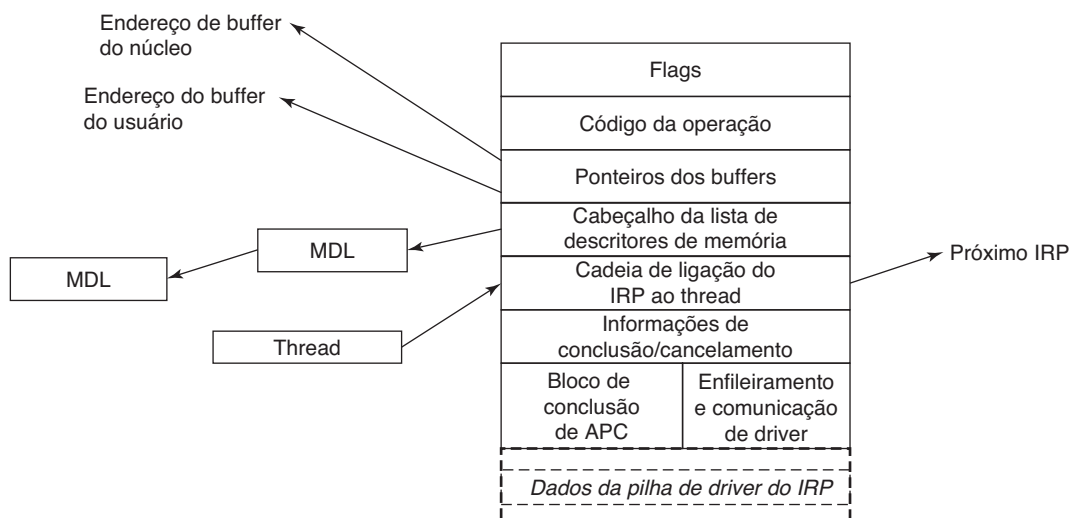 Endereço de buffer
do núcleo
Endereço do buffer
do usuário
MDL
MDL
Thread
Flags
Código da operação
Ponteiros dos buffers
Cabeçalho da lista de
descritores de memória
Cadeia de ligação do
IRP ao thread
Informações de
conclusão/cancelamento
Bloco de
conclusão
de APC
Enfileiramento
e comunicação
de driver
Dados da pilha de driver do IRP
Próximo IRP